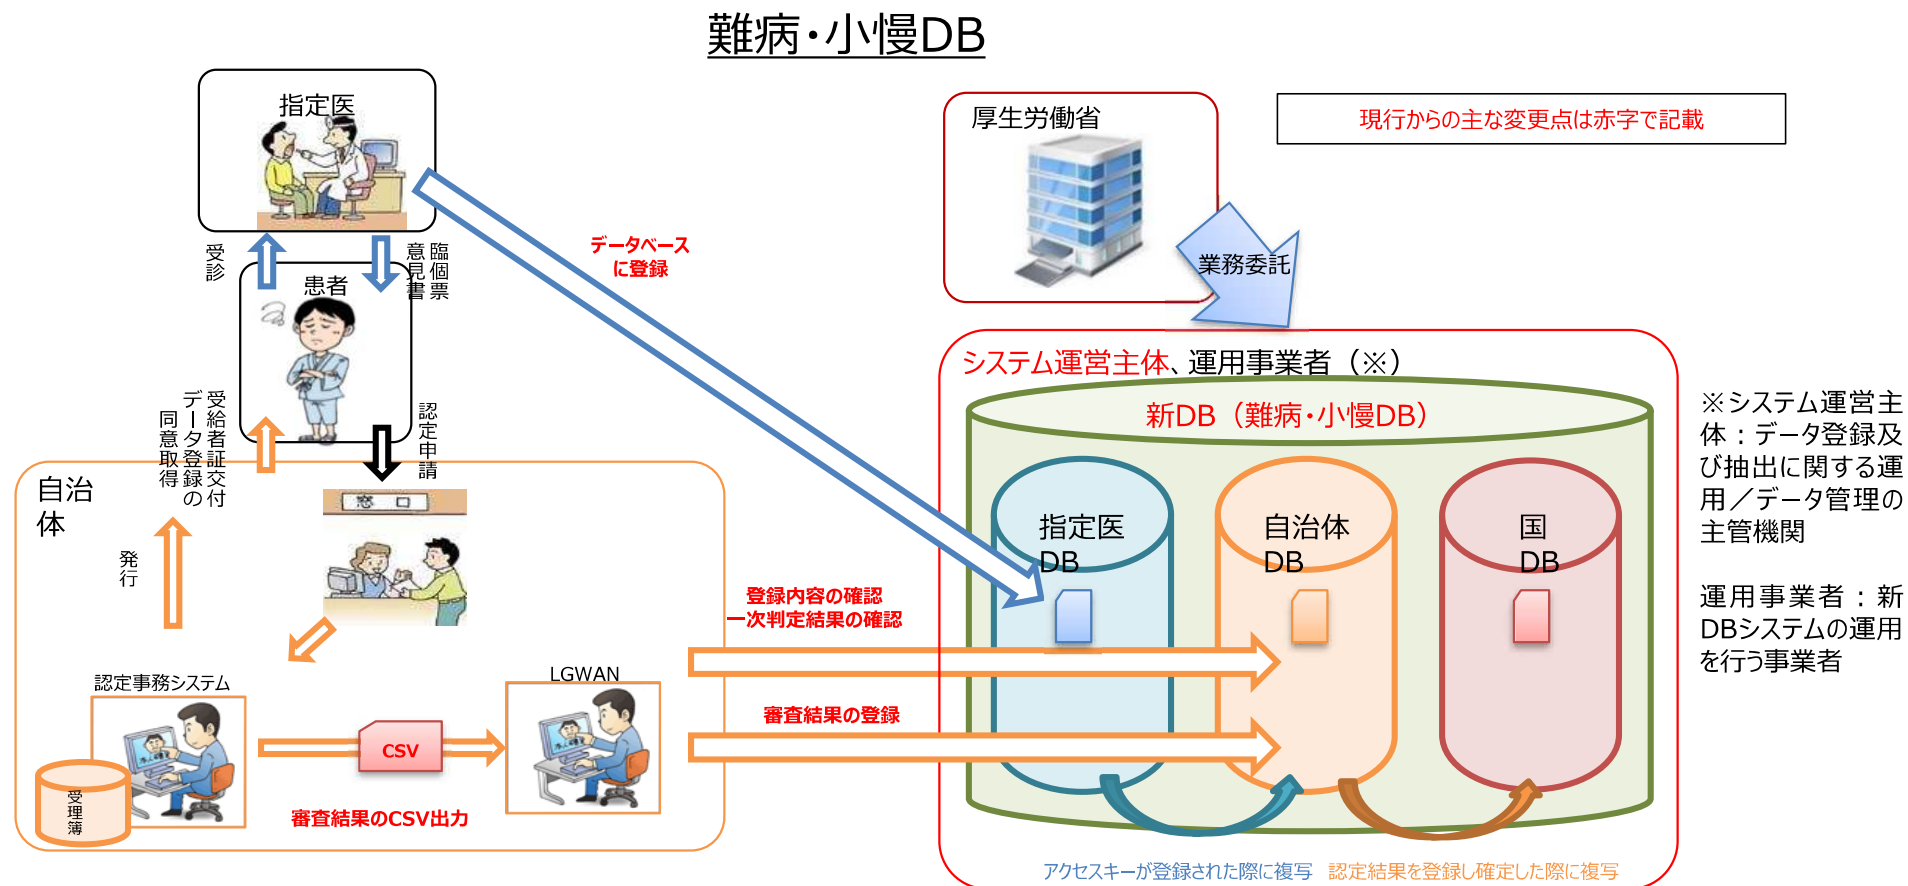 難病・小慢DB
指定医
厚生労働省
現行からの主な変更点は赤字で記載
受診
臨個票
意見書
データベース
に登録
業務委託
患者
システム運営主体、運用事業者（※）
新DB（難病・小慢DB）
受給者証交付
データ登録の
同意取得
認定申請
※システム運営主
体：データ登録及
び抽出に関する運
用／データ管理の
主管機関
運用事業者：新
DBシステムの運用
を行う事業者
自治
体
窓口
発行
指定医
DB
自治体
DB
国
DB
登録内容の確認
一次判定結果の確認
認定事務システム
LGWAN
審査結果の登録
CSV
受理簿
審査結果のCSV出力
アクセスキーが登録された際に複写
認定結果を登録し確定した際に複写